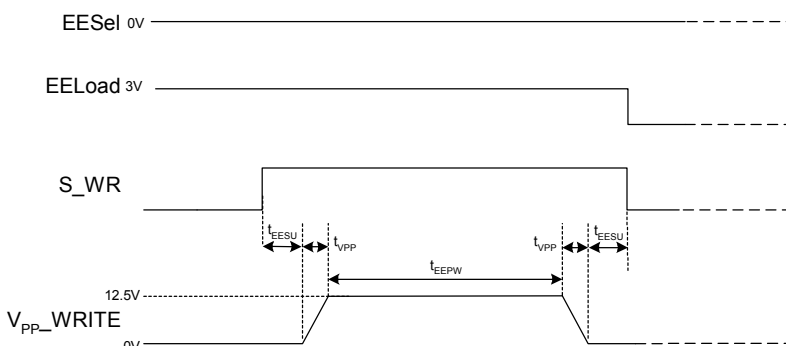 EESel 0V
EELoad 3V
S_WR
tEESU tVPP tVPP tEESU
tEEPW
12.5V
VPP_WRITE
0V